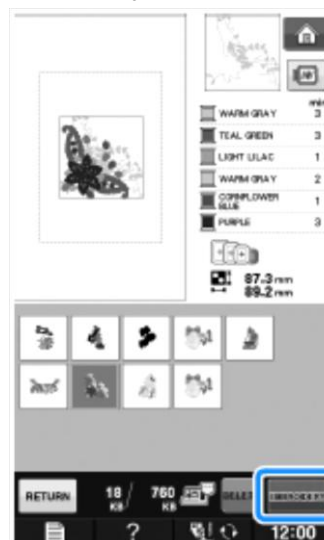 min
WARM GRAY 3
TEAL GREEN 3
LIGHT LILAC 1
WARM GRAY 2
CORNFLOWER BLUE 1
PURPLE 3
87.3 mm
89.2 mm
RETURN
18 KB / 760 KB
?
12:00